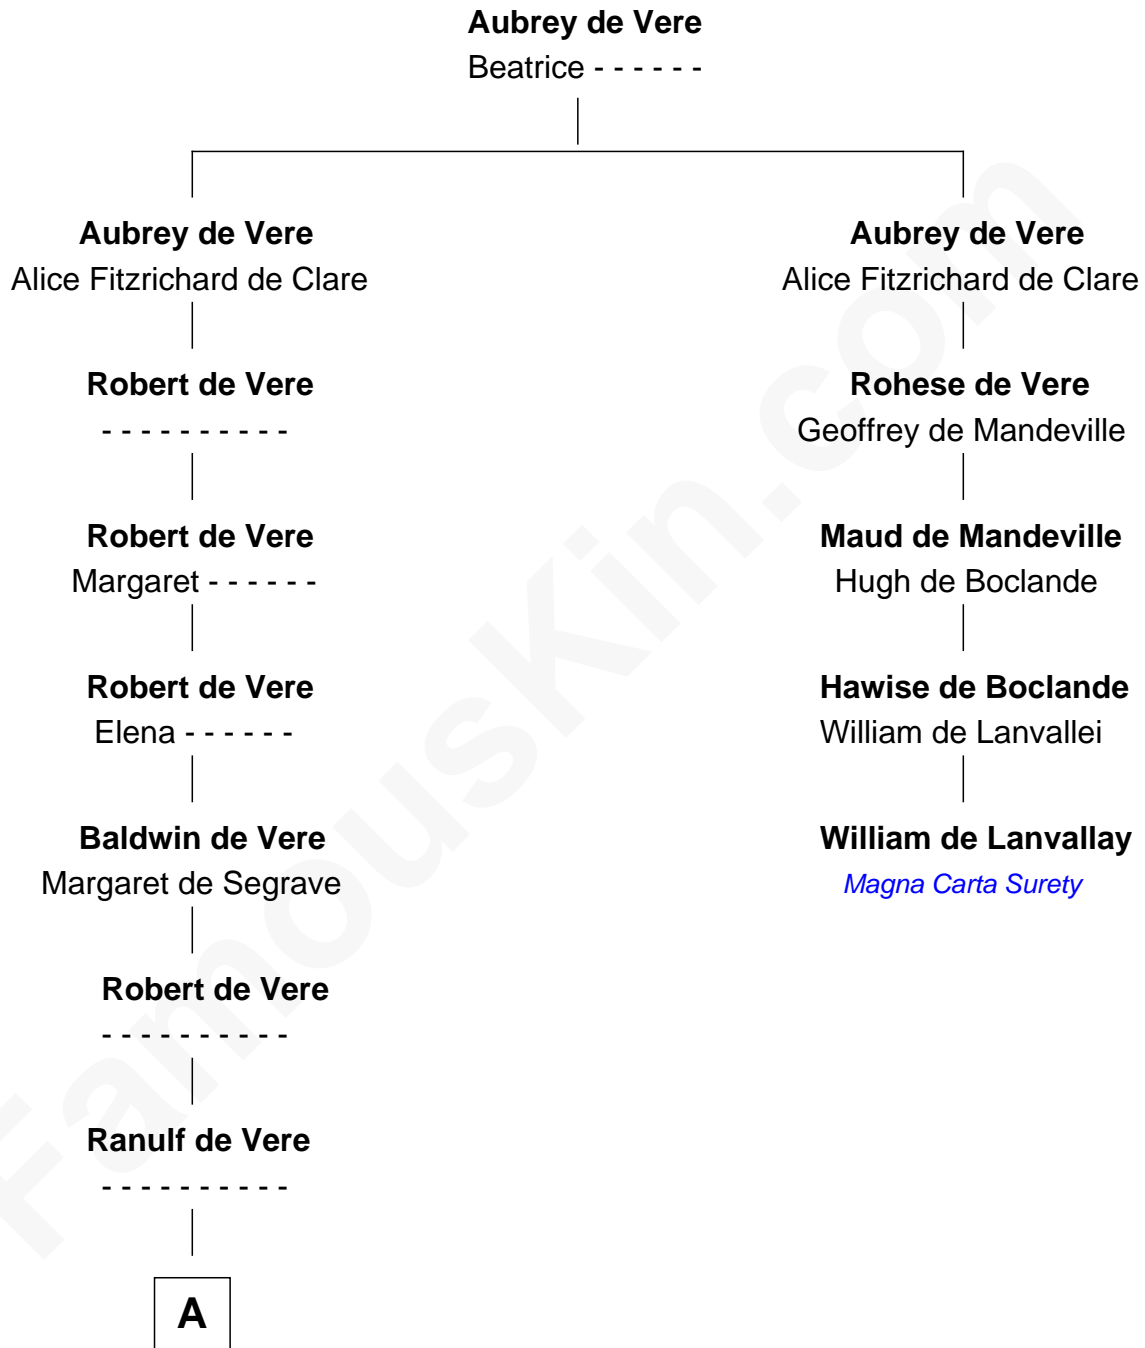 Aubrey de Vere
Beatrice - - - - - -
Aubrey de Vere
Alice Fitzrichard de Clare
Robert de Vere
- - - - - - - - - -
Robert de Vere
Margaret - - - - - -
Robert de Vere
Elena - - - - - -
Baldwin de Vere
Margaret de Segrave
Robert de Vere
- - - - - - - - - -
Ranulf de Vere
- - - - - - - - - -
A
Aubrey de Vere
Alice Fitzrichard de Clare
Rohese de Vere
Geoffrey de Mandeville
Maud de Mandeville
Hugh de Boclande
Hawise de Boclande
William de Lanvallei
William de Lanvallay
Magna Carta Surety
FamousKin.com